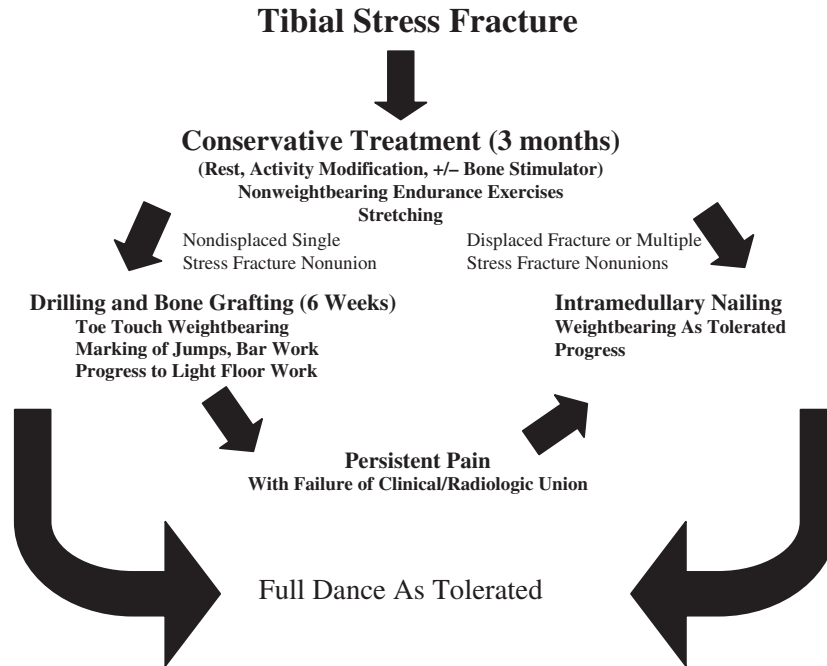 Tibial Stress Fracture
Conservative Treatment (3 months)
(Rest, Activity Modification, +/– Bone Stimulator)
Nonweightbearing Endurance Exercises
Stretching
Nondisplaced Single
Stress Fracture Nonunion
Displaced Fracture or Multiple
Stress Fracture Nonunions
Drilling and Bone Grafting (6 Weeks)
Toe Touch Weightbearing
Marking of Jumps, Bar Work
Progress to Light Floor Work
Intramedullary Nailing
Weightbearing As Tolerated
Progress
Persistent Pain
With Failure of Clinical/Radiologic Union
Full Dance As Tolerated